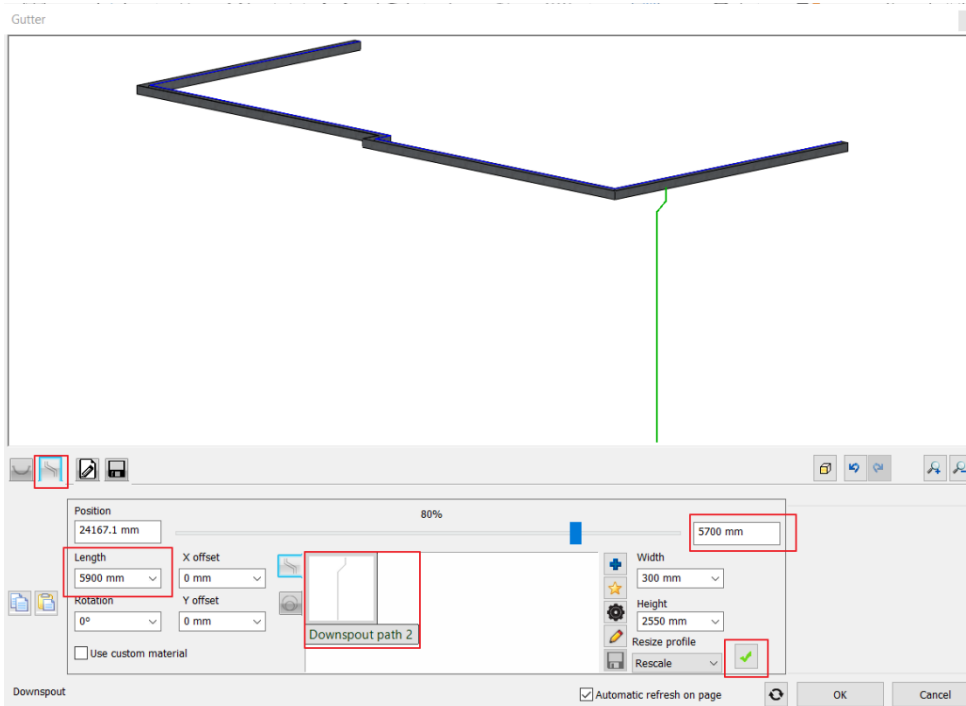 Gutter
80%
Position
24167.1 mm
5700 mm
Length
X offset
Width
5900 mm
0 mm
300 mm
Rotation
Y offset
Height
0°
0 mm
Downspout path 2
2550 mm
Resize profile
Use custom material
Rescale
Downspout
Automatic refresh on page
OK
Cancel